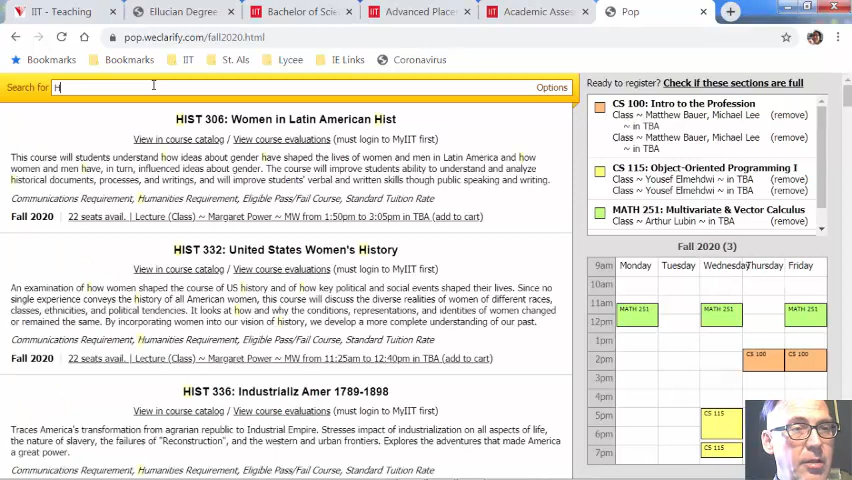 IIT - Teaching
Ellucian Degree
Bachelor of Scie
Advanced Place
Academic Asse
Pop
pop.weclarify.com/fall2020.html
Bookmarks
Bookmarks
IIT
St. Als
Lycee
IE Links
Coronavirus
Search for
H
Options
HIST 306: Women in Latin American Hist
View in course catalog / View course evaluations (must login to MyIIT first)
This course will students understand how ideas about gender have shaped the lives of women and men in Latin America and how
women and men have, in turn, influenced ideas about gender. The course will improve students ability to understand and analyze
historical documents, processes, and writings, and will improve students' verbal and written skills though public speaking and writing.
Communications Requirement, Humanities Requirement, Eligible Pass/Fail Course, Standard Tuition Rate
Fall 2020
22 seats avail. | Lecture (Class) ~ Margaret Power ~ MW from 1:50pm to 3:05pm in TBA (add to cart)
HIST 332: United States Women's History
View in course catalog / View course evaluations (must login to MyIIT first)
An examination of how women shaped the course of US history and of how key political and social events shaped their lives. Since no
single experience conveys the history of all American women, this course will discuss the diverse realities of women of different races,
classes, ethnicities, and political tendencies. It looks at how and why the conditions, representations, and identities of women changed
or remained the same. By incorporating women into our vision of history, we develop a more complete understanding of our past.
Communications Requirement, Humanities Requirement, Eligible Pass/Fail Course, Standard Tuition Rate
Fall 2020
22 seats avail. | Lecture (Class) ~ Margaret Power ~ MW from 11:25am to 12:40pm in TBA (add to cart)
HIST 336: Industrializ Amer 1789-1898
View in course catalog / View course evaluations (must login to MyIIT first)
Traces America's transformation from agrarian republic to Industrial Empire. Stresses impact of industrialization on all aspects of life,
the nature of slavery, the failures of "Reconstruction", and the western and urban frontiers. Explores the adventures that made America
a great power.
Communications Requirement, Humanities Requirement, Eligible Pass/Fail Course, Standard Tuition Rate
Ready to register? Check if these sections are full
CS 100: Intro to the Profession
Class ~ Matthew Bauer, Michael Lee
(remove)
~ in TBA
Class ~ Matthew Bauer, Michael Lee
(remove)
~ in TBA
CS 115: Object-Oriented Programming I
Class ~ Yousef Elmehdwi ~ in TBA
(remove)
Class ~ Yousef Elmehdwi ~ in TBA
(remove)
MATH 251: Multivariate & Vector Calculus
Class ~ Arthur Lubin ~ in TBA
(remove)
Fall 2020 (3)
9am
Monday
Tuesday
Wednesday
Thursday
Friday
10am
11am
MATH 251
MATH 251
MATH 251
12pm
1pm
2pm
CS 100
CS 100
3pm
4pm
5pm
CS 115
6pm
7pm
CS 115